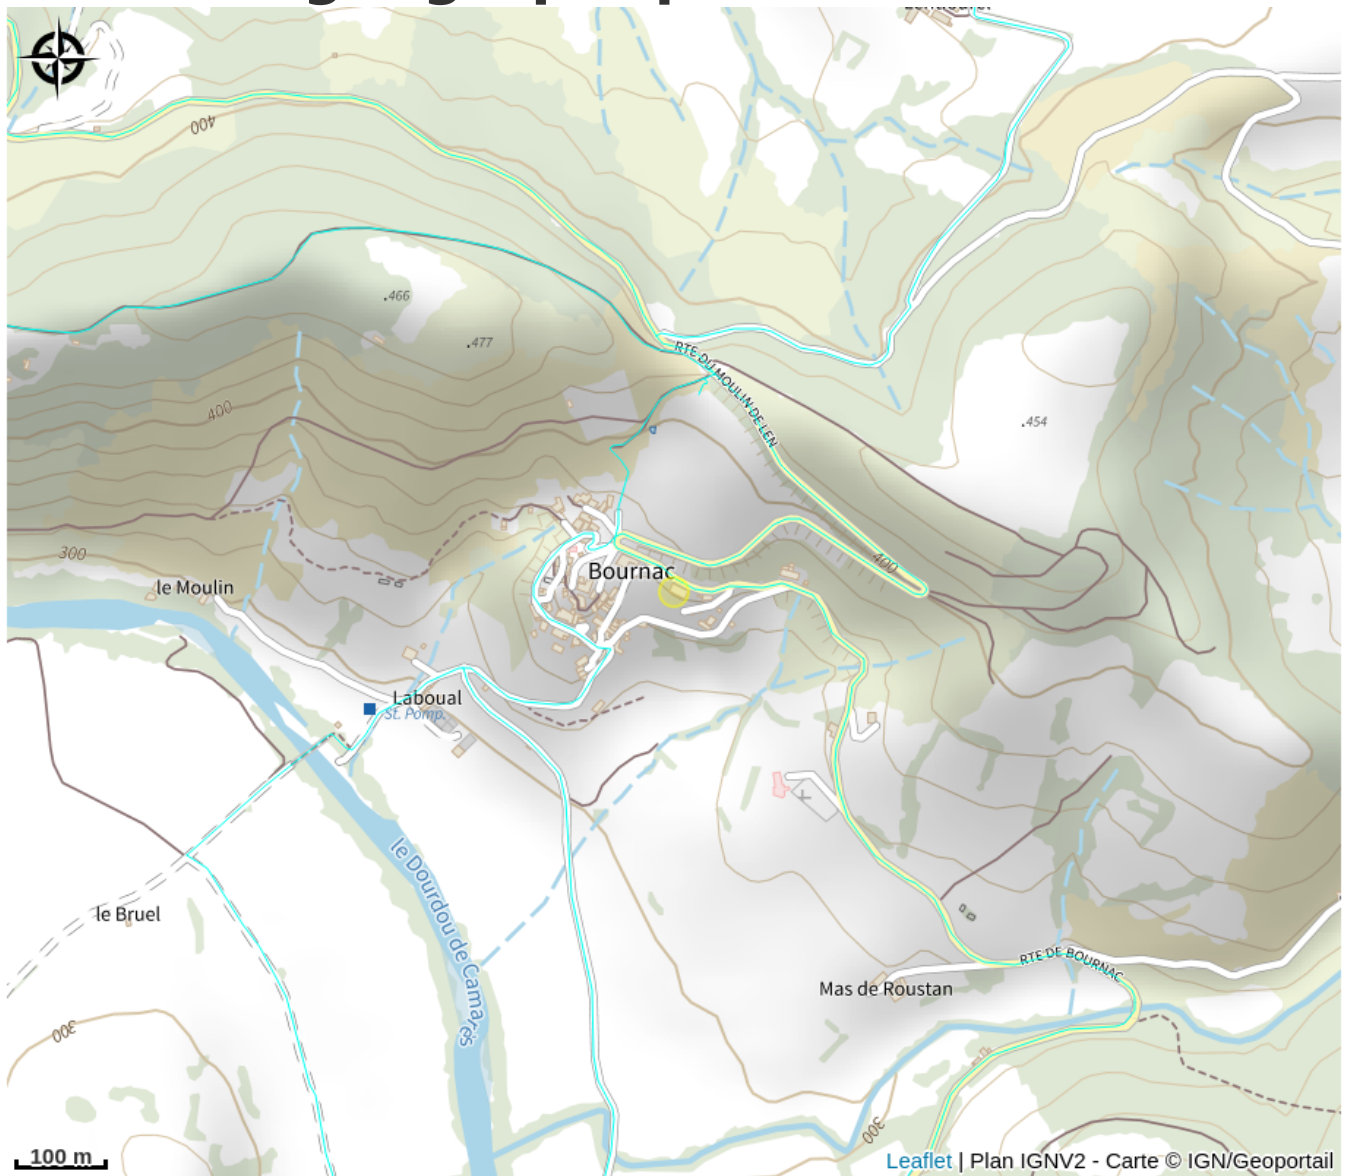 400
.466
.477
RTE DU MOULIN DE LEN
400
.454
300
Bournac
400
le Moulin
Laboual
St. Pomp.
le Dourdou de Camarès
le Bruel
RTE DE BOURNAC
Mas de Roustan
300
300
100 m
Leaflet | Plan IGNV2 - Carte © IGN/Geoportail